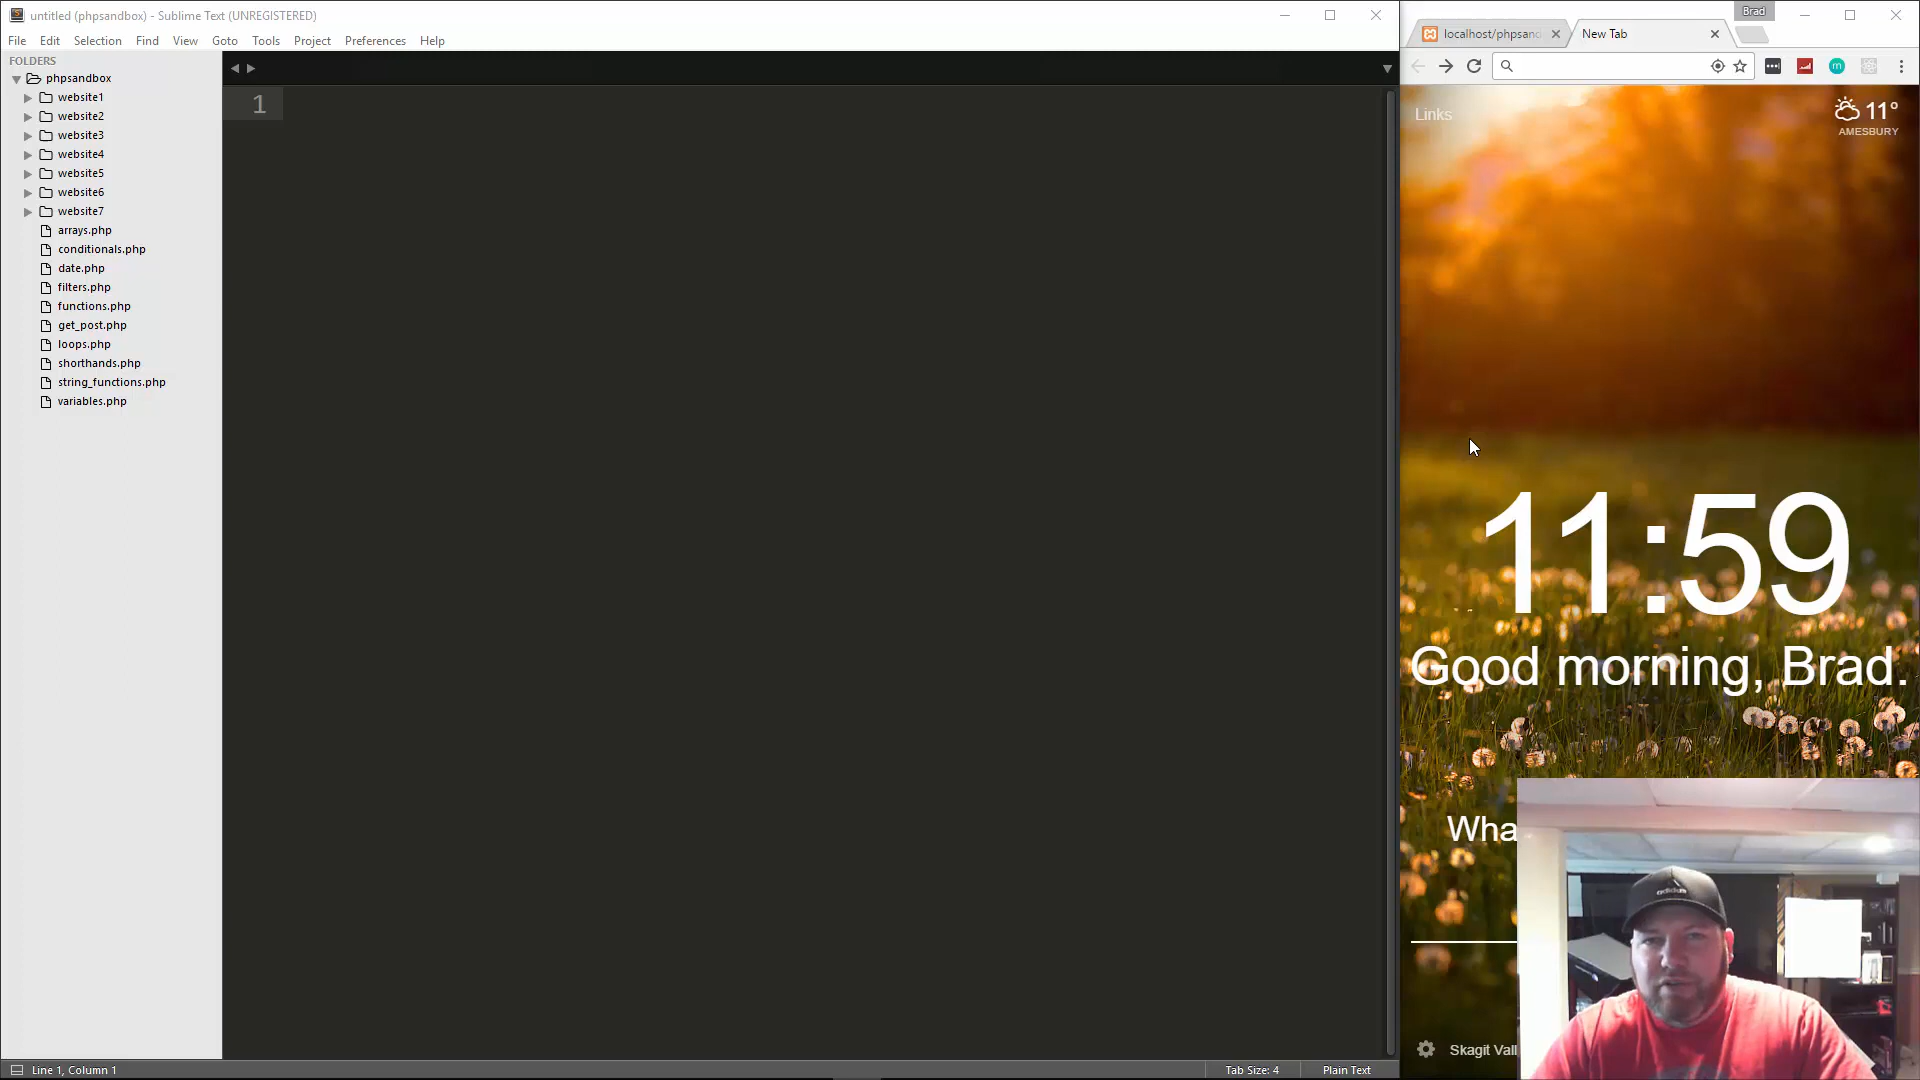 untitled (phpsandbox) - Sublime Text (UNREGISTERED)
File Edit Selection Find View Goto Tools Project Preferences Help
FOLDERS
phpsandbox
website1
website2
website3
website4
website5
website6
website7
arrays.php
conditionals.php
date.php
filters.php
functions.php
get_post.php
loops.php
shorthands.php
string_functions.php
variables.php
1
Line 1, Column 1
Tab Size: 4
Plain Text
Brad
localhost/phpsan
New Tab
Links
11°
AMESBURY
11:59
Good morning, Brad.
Wha
Skagit Vall
adidas